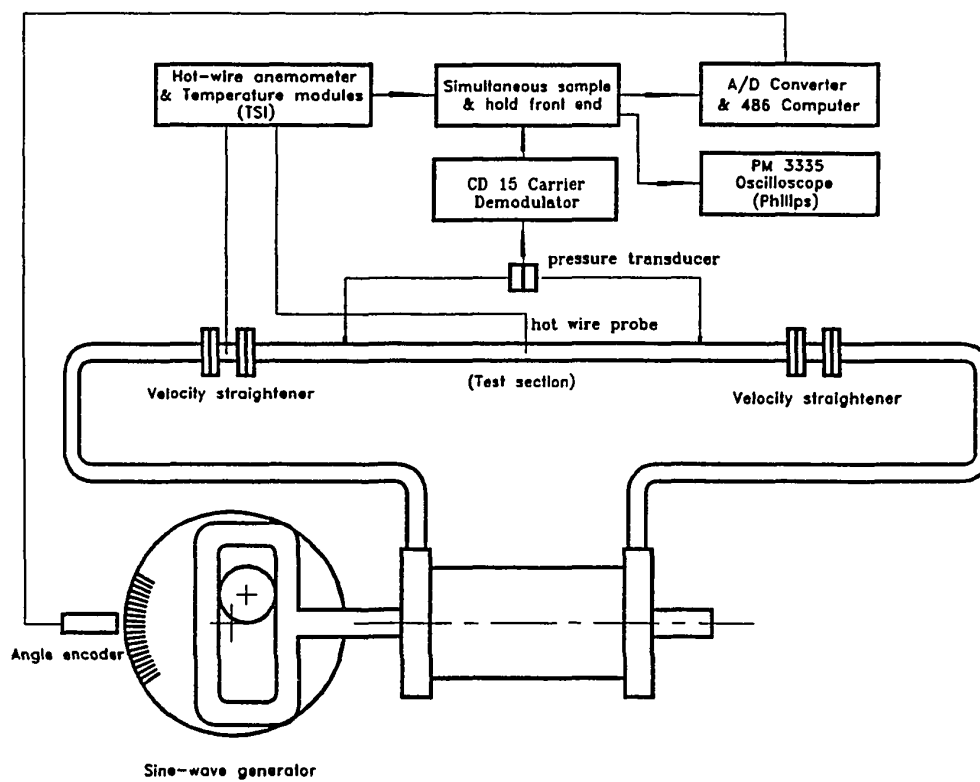 Hot-wire anemometer
& Temperature modules
(TSI)
Simultaneous sample
& hold front end
A/D Converter
& 486 Computer
CD 15 Carrier
Demodulator
PM 3335
Oscilloscope
(Philips)
pressure transducer
hot wire probe
Velocity straightener
(Test section)
Velocity straightener
Angle encoder
Sine-wave generator